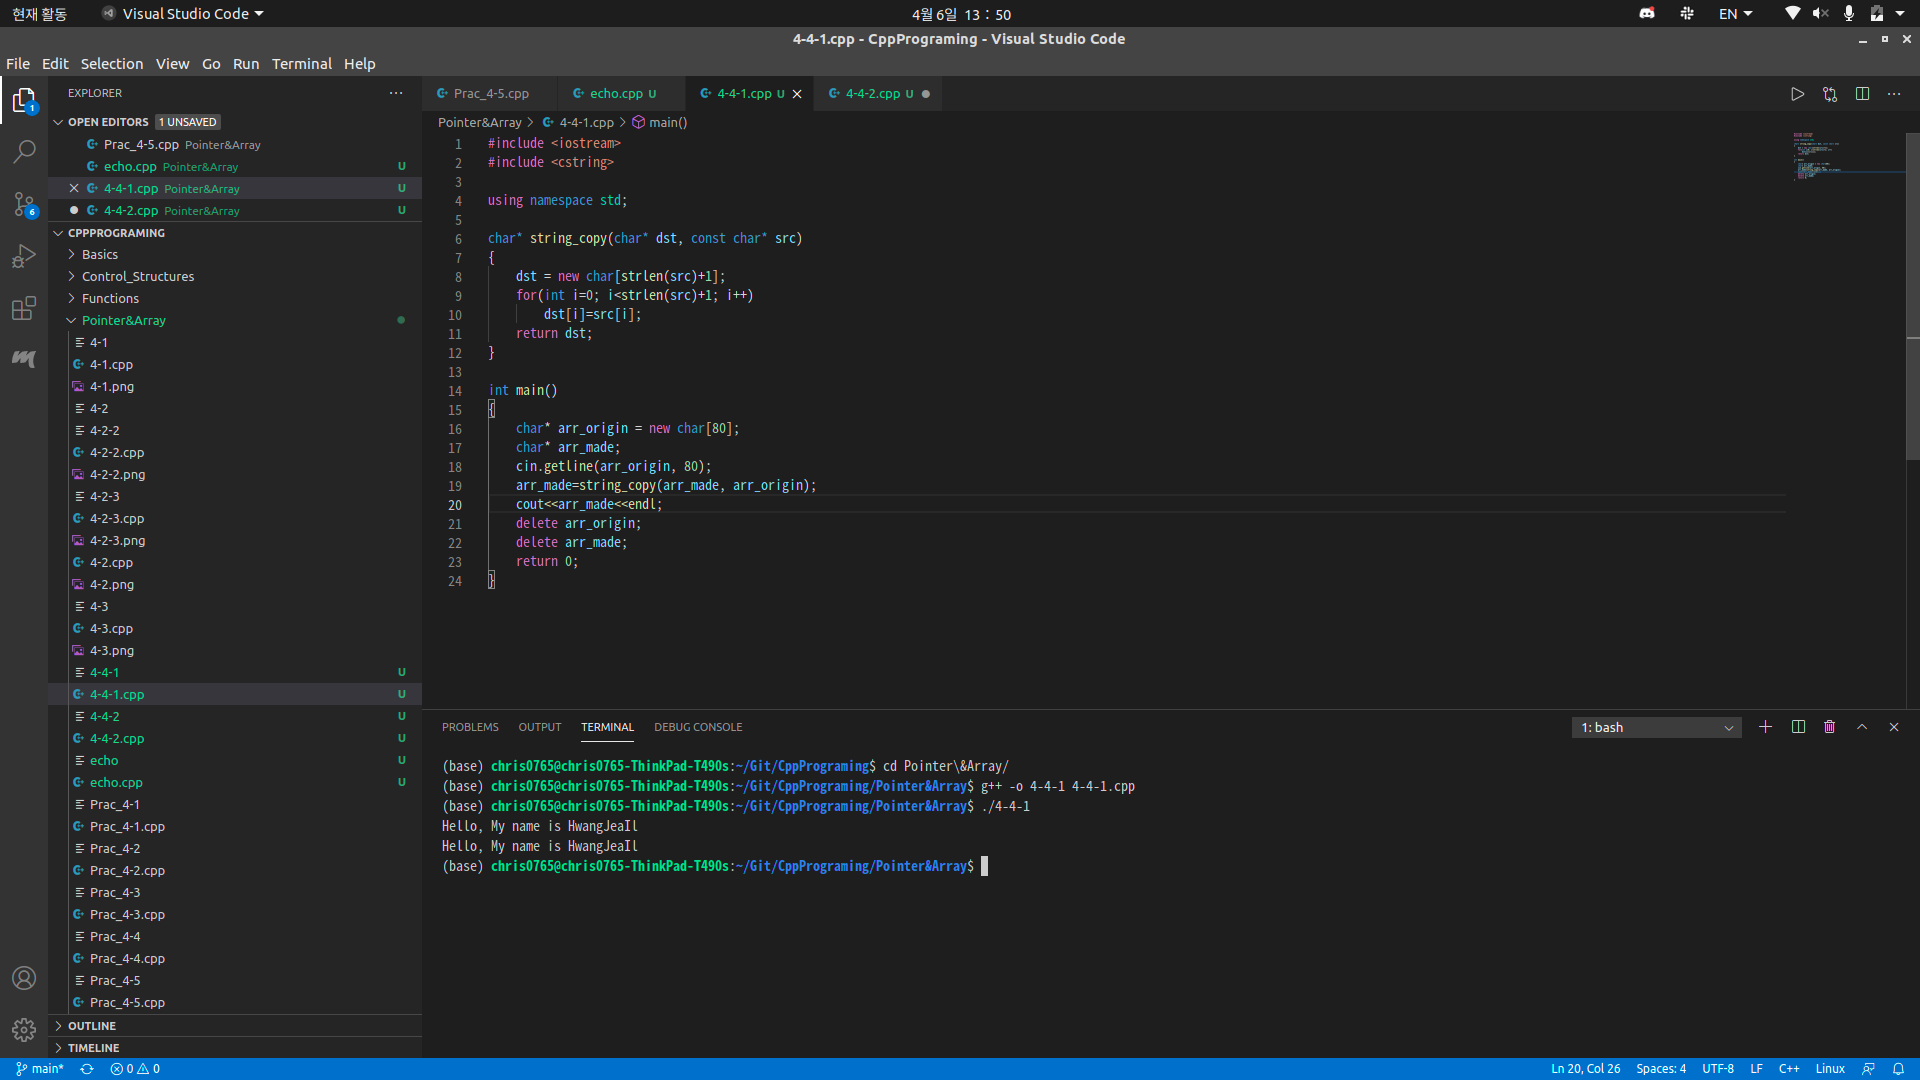 현재 활동 Visual Studio Code 4월 6일 13 : 50 EN
4-4-1.cpp - CppPrograming - Visual Studio Code
File Edit Selection View Go Run Terminal Help
EXPLORER
OPEN EDITORS 1 UNSAVED
Prac_4-5.cpp Pointer&Array
echo.cpp Pointer&Array U
4-4-1.cpp Pointer&Array U
4-4-2.cpp Pointer&Array U
CPPPROGRAMING
Basics
Control_Structures
Functions
Pointer&Array
4-1
4-1.cpp
4-1.png
4-2
4-2-2
4-2-2.cpp
4-2-2.png
4-2-3
4-2-3.cpp
4-2-3.png
4-2.cpp
4-2.png
4-3
4-3.cpp
4-3.png
4-4-1 U
4-4-1.cpp U
4-4-2 U
4-4-2.cpp U
echo U
echo.cpp U
Prac_4-1
Prac_4-1.cpp
Prac_4-2
Prac_4-2.cpp
Prac_4-3
Prac_4-3.cpp
Prac_4-4
Prac_4-4.cpp
Prac_4-5
Prac_4-5.cpp
OUTLINE
TIMELINE
1
6
Prac_4-5.cpp echo.cpp U 4-4-1.cpp U 4-4-2.cpp U
Pointer&Array > 4-4-1.cpp > main()
1 #include <iostream>
2 #include <cstring>
3
4 using namespace std;
5
6 char* string_copy(char* dst, const char* src)
7 {
8 dst = new char[strlen(src)+1];
9 for(int i=0; i<strlen(src)+1; i++)
10 dst[i]=src[i];
11 return dst;
12 }
13
14 int main()
15 {
16 char* arr_origin = new char[80];
17 char* arr_made;
18 cin.getline(arr_origin, 80);
19 arr_made=string_copy(arr_made, arr_origin);
20 cout<<arr_made<<endl;
21 delete arr_origin;
22 delete arr_made;
23 return 0;
24 }
PROBLEMS OUTPUT TERMINAL DEBUG CONSOLE 1: bash
(base) chris0765@chris0765-ThinkPad-T490s:~/Git/CppPrograming$ cd Pointer\&Array/
(base) chris0765@chris0765-ThinkPad-T490s:~/Git/CppPrograming/Pointer&Array$ g++ -o 4-4-1 4-4-1.cpp
(base) chris0765@chris0765-ThinkPad-T490s:~/Git/CppPrograming/Pointer&Array$ ./4-4-1
Hello, My name is HwangJeaIl
Hello, My name is HwangJeaIl
(base) chris0765@chris0765-ThinkPad-T490s:~/Git/CppPrograming/Pointer&Array$
main* 0 0 Ln 20, Col 26 Spaces: 4 UTF-8 LF C++ Linux